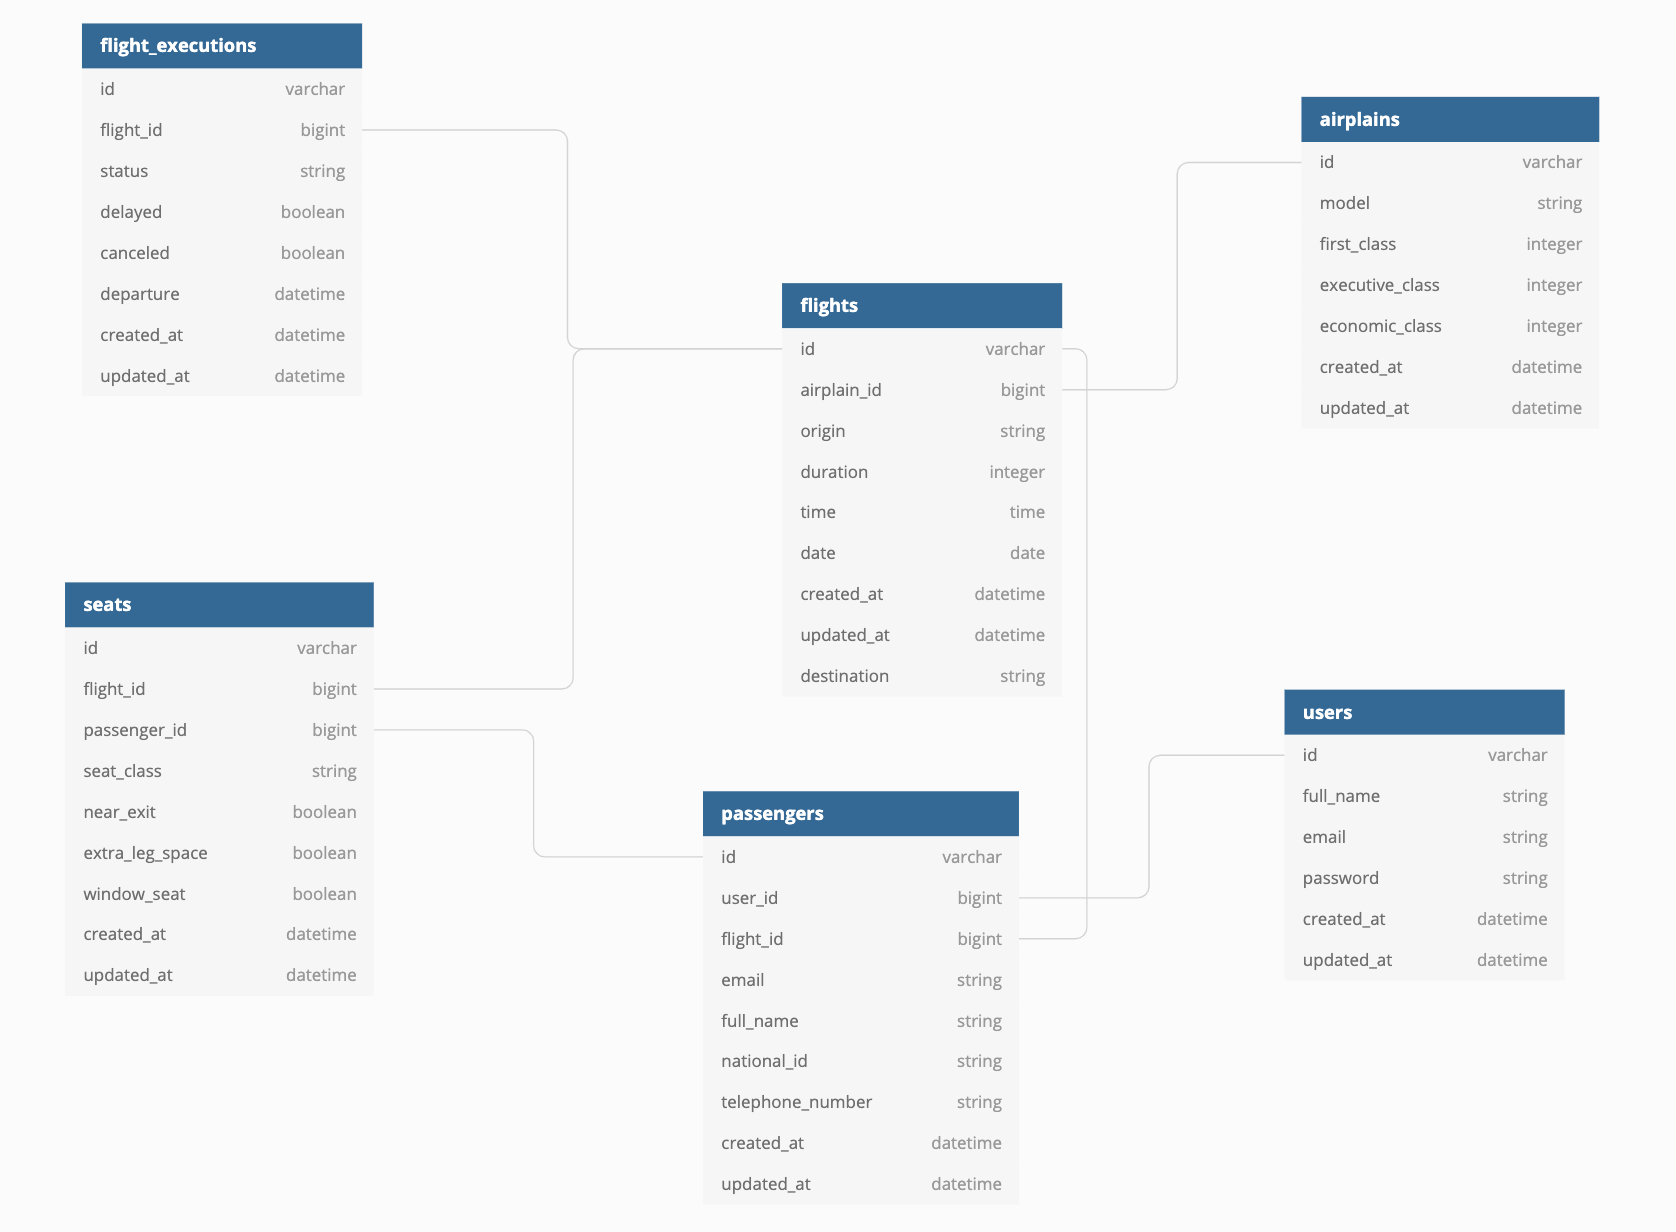 flight_executions
id varchar
flight_id bigint
status string
delayed boolean
canceled boolean
departure datetime
created_at datetime
updated_at datetime
airplains
id varchar
model string
first_class integer
executive_class integer
economic_class integer
created_at datetime
updated_at datetime
flights
id varchar
airplain_id bigint
origin string
duration integer
time time
date date
created_at datetime
updated_at datetime
destination string
seats
id varchar
flight_id bigint
passenger_id bigint
seat_class string
near_exit boolean
extra_leg_space boolean
window_seat boolean
created_at datetime
updated_at datetime
users
id varchar
full_name string
email string
password string
created_at datetime
updated_at datetime
passengers
id varchar
user_id bigint
flight_id bigint
email string
full_name string
national_id string
telephone_number string
created_at datetime
updated_at datetime